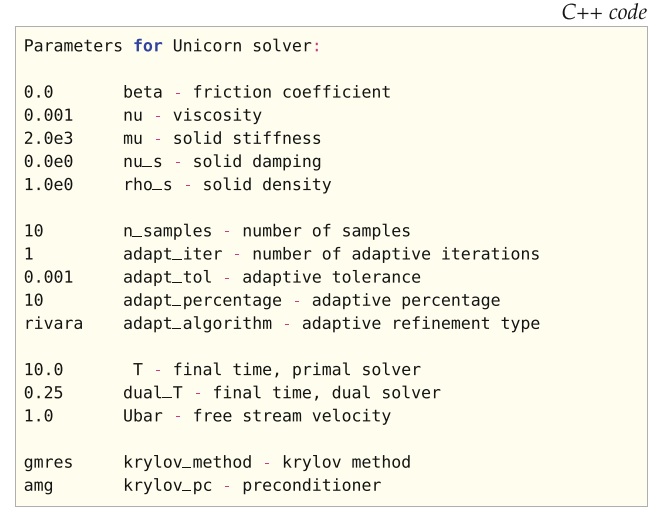 C++ code
Parameters for Unicorn solver:
0.0 beta - friction coefficient
0.001 nu - viscosity
2.0e3 mu - solid stiffness
0.0e0 nu_s - solid damping
1.0e0 rho_s - solid density
10 n_samples - number of samples
1 adapt_iter - number of adaptive iterations
0.001 adapt_tol - adaptive tolerance
10 adapt_percentage - adaptive percentage
rivara adapt_algorithm - adaptive refinement type
10.0 T - final time, primal solver
0.25 dual_T - final time, dual solver
1.0 Ubar - free stream velocity
gmres krylov_method - krylov method
amg krylov_pc - preconditioner